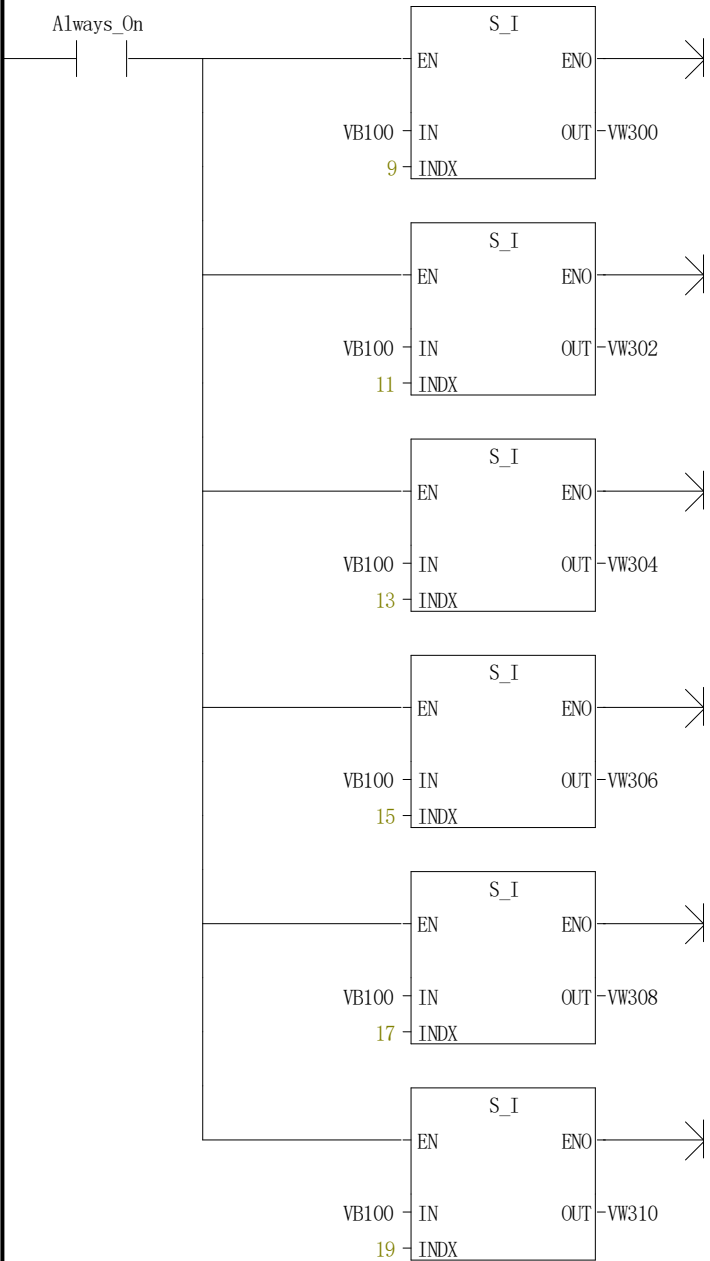 Always_On
S_I
EN ENO
VB100 IN OUT VW300
9 INDX
S_I
EN ENO
VB100 IN OUT VW302
11 INDX
S_I
EN ENO
VB100 IN OUT VW304
13 INDX
S_I
EN ENO
VB100 IN OUT VW306
15 INDX
S_I
EN ENO
VB100 IN OUT VW308
17 INDX
S_I
EN ENO
VB100 IN OUT VW310
19 INDX